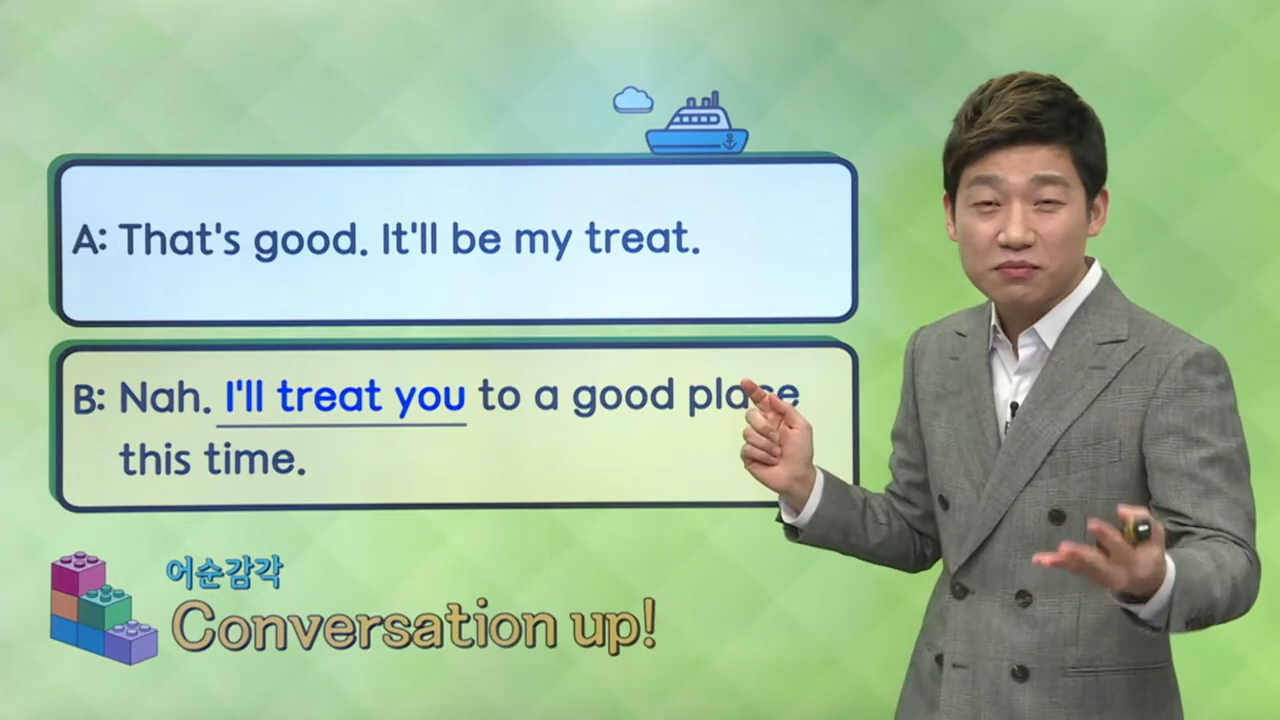 A: That's good. It'll be my treat.
B: Nah. I'll treat you to a good place
this time.
어순감각
Conversation up!